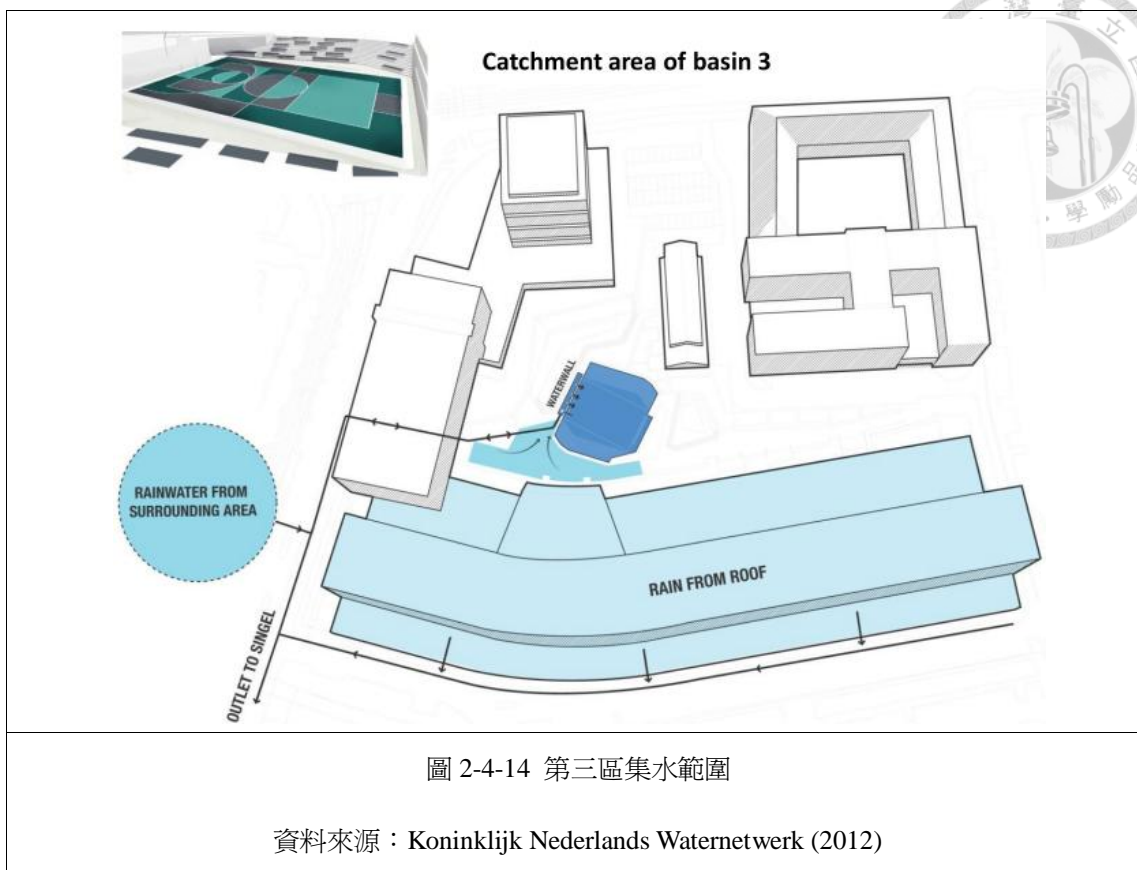 Catchment area of basin 3
WATERWALL
RAINWATER FROM
SURROUNDING AREA
RAIN FROM ROOF
OUTLET TO SINGEL
圖 2-4-14 第三區集水範圍
資料來源：Koninklijk Nederlands Waternetwerk (2012)